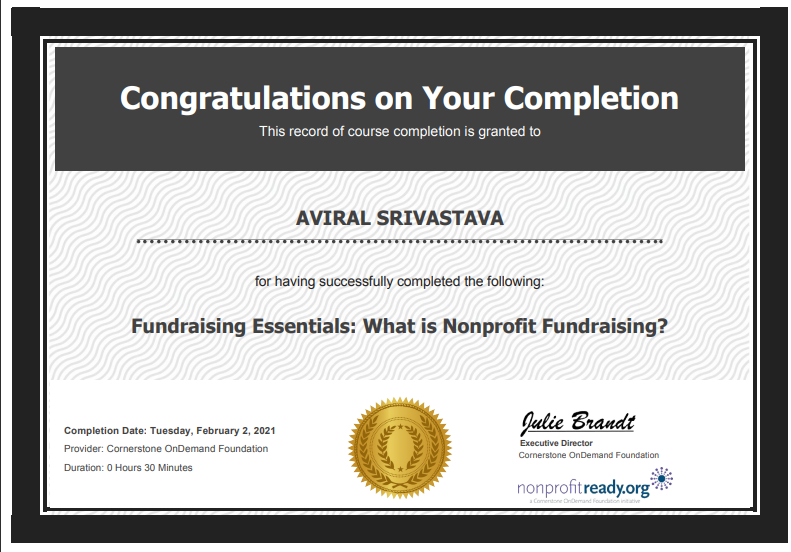 Congratulations on Your Completion
This record of course completion is granted to
AVIRAL SRIVASTAVA
for having successfully completed the following:
Fundraising Essentials: What is Nonprofit Fundraising?
Completion Date: Tuesday, February 2, 2021
Provider: Cornerstone OnDemand Foundation
Duration: 0 Hours 30 Minutes
Julie Brandt
Executive Director
Cornerstone OnDemand Foundation
nonprofitready.org
a Cornerstone OnDemand Foundation initiative